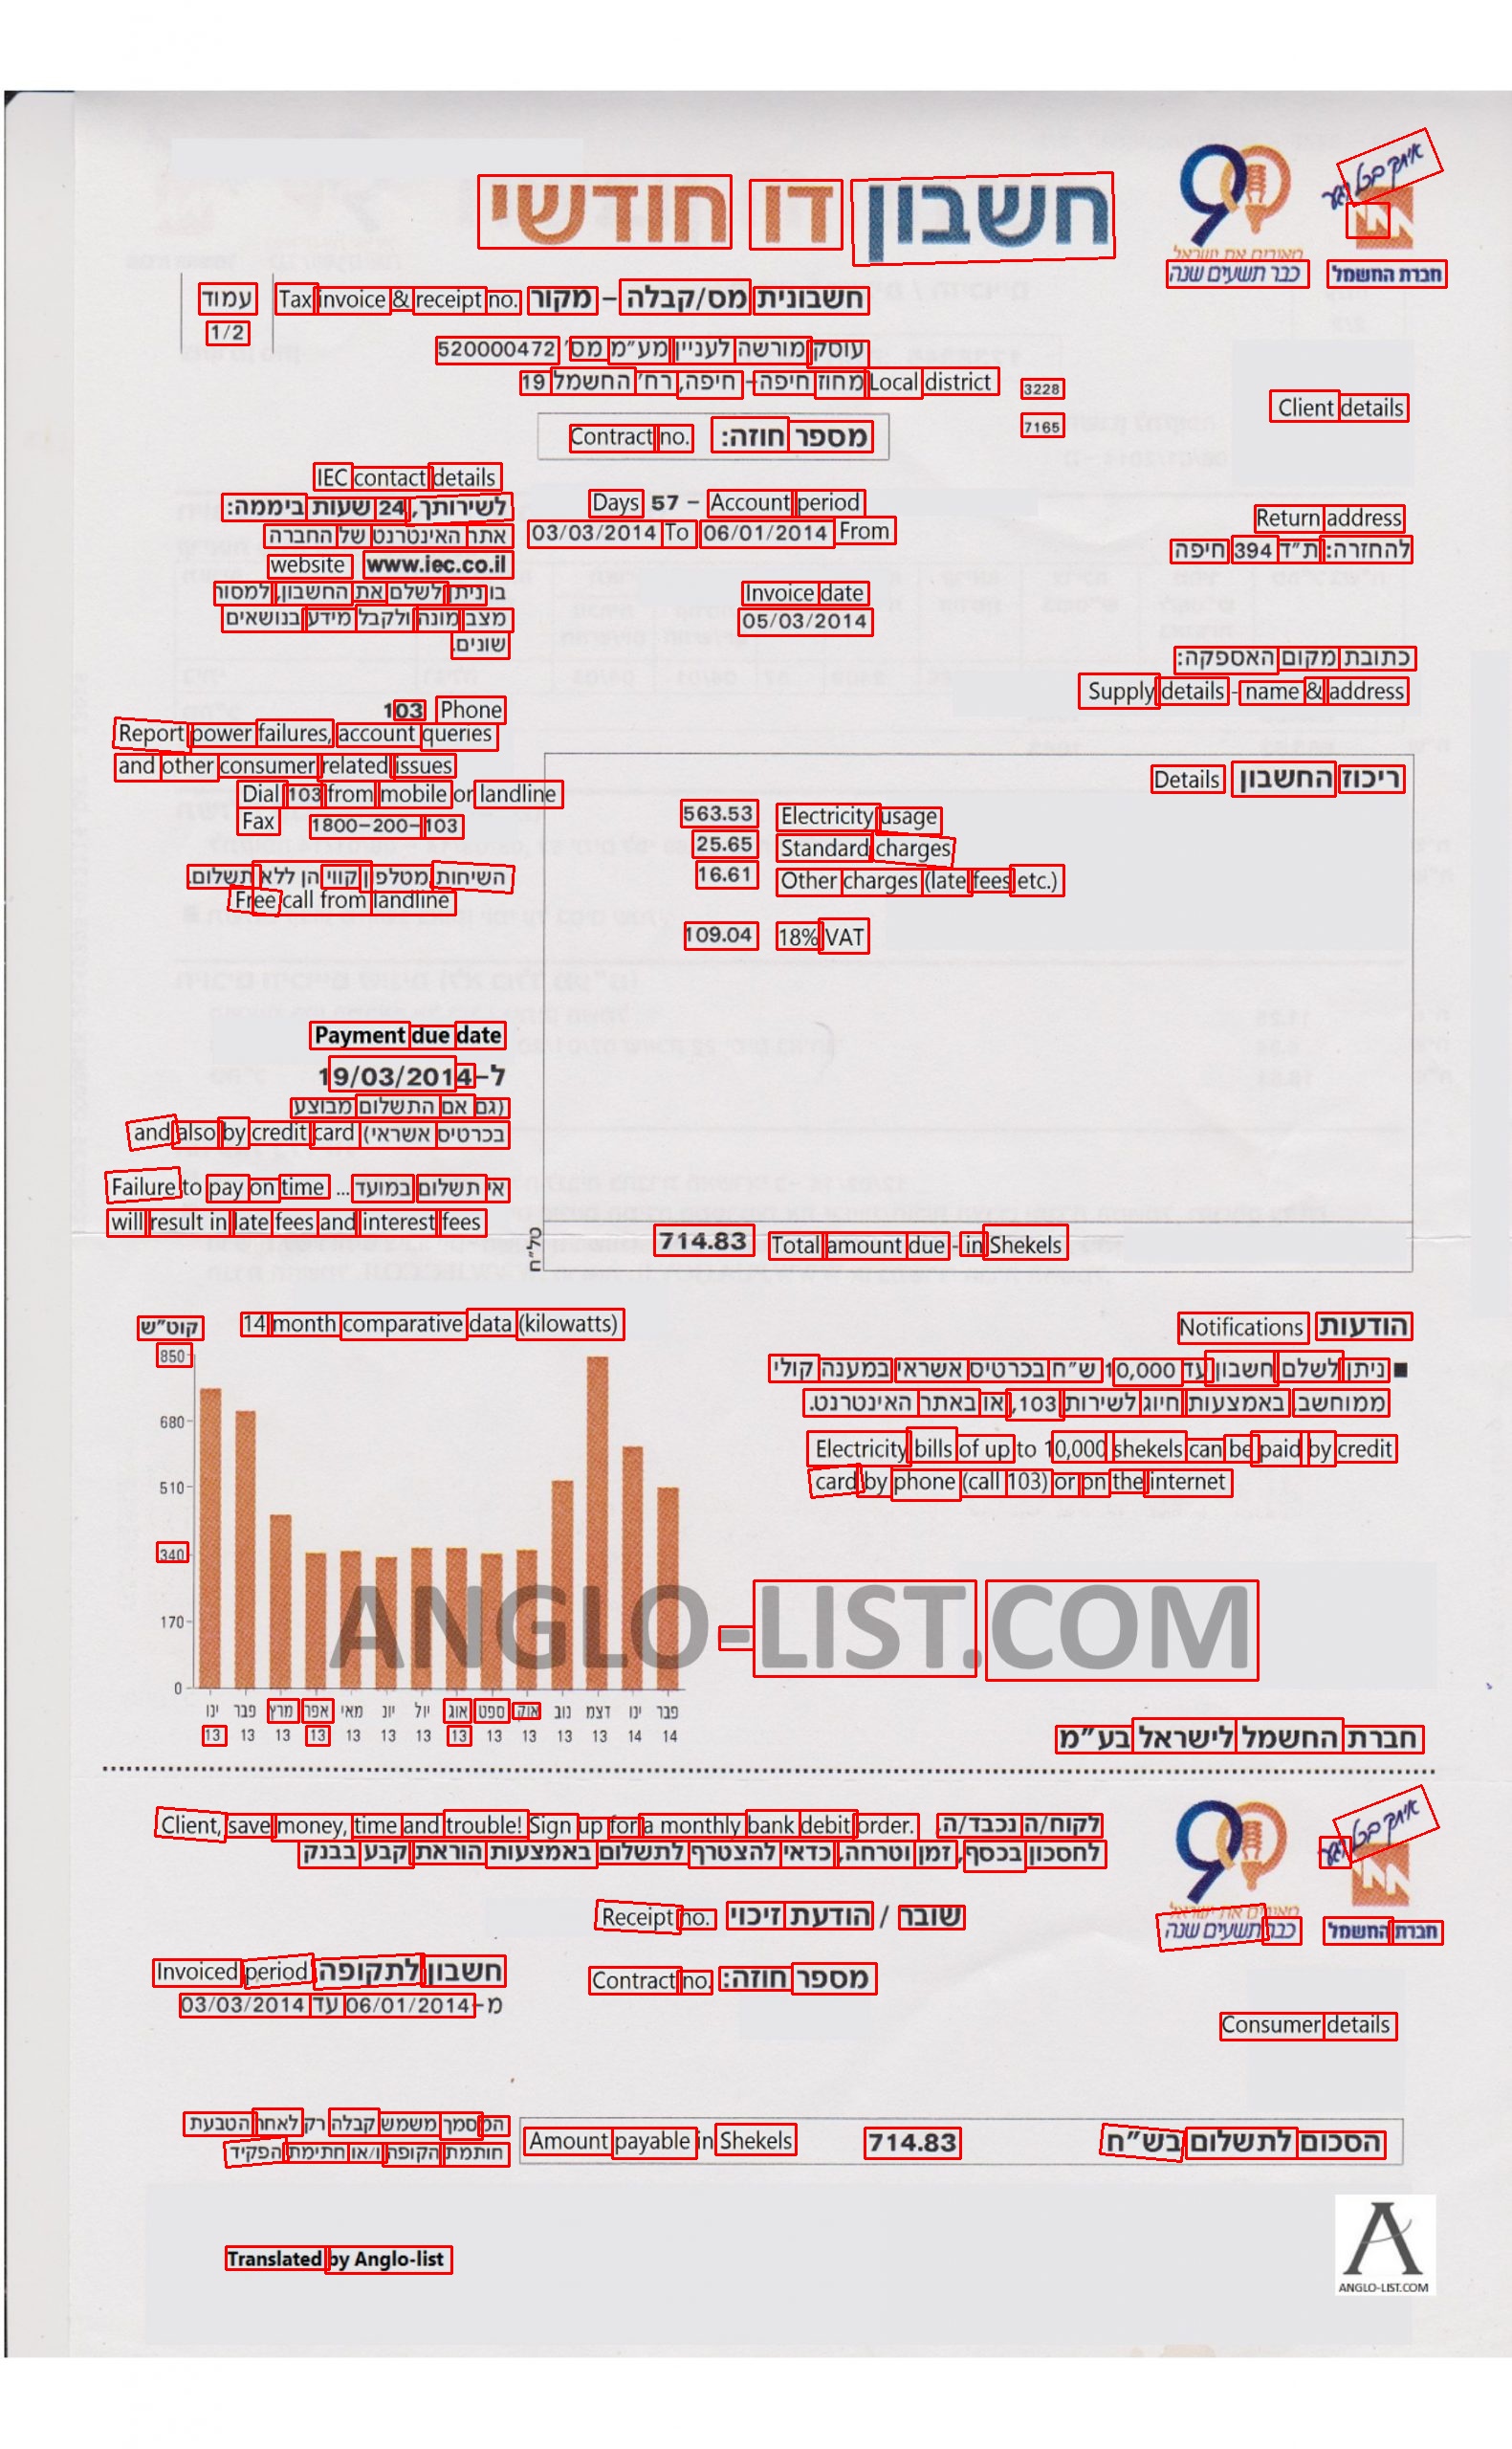 חשבון דו חודשי
איתך בכל רגע
מאירים את ישראל
כבר תשעים שנה
חברת החשמל
חשבונית מס/קבלה – מקור Tax invoice & receipt no.
עמוד
1/2
עוסק מורשה לעניין מע״מ מס׳ 520000472
Local district מחוז חיפה– חיפה, רח׳ החשמל 19
3228
7165
Client details
מספר חוזה: Contract no.
IEC contact details
לשירותך, 24 שעות ביממה:
אתר האינטרנט של החברה
website www.iec.co.il
בו ניתן לשלם את החשבון, למסור
מצב מונה ולקבל מידע בנושאים
שונים.
Days 57 – Account period
03/03/2014 To 06/01/2014 From
Invoice date
05/03/2014
Return address
להחזרה: ת״ד 394 חיפה
כתובת מקום האספקה:
Supply details - name & address
103 Phone
Report power failures, account queries
and other consumer related issues
Dial 103 from mobile or landline
Fax 1800-200-103
השיחות מטלפון קווי הן ללא תשלום.
Free call from landline
ריכוז החשבון Details
563.53 Electricity usage
25.65 Standard charges
16.61 Other charges (late fees etc.)
109.04 18% VAT
Payment due date
ל–19/03/2014
(גם אם התשלום מבוצע
בכרטיס אשראי) and also by credit card
אי תשלום במועד ... Failure to pay on time
will result in late fees and interest fees
טל״ח
714.83 Total amount due - in Shekels
קוט״ש
14 month comparative data (kilowatts)
850
680
510
340
170
0
ינו פבר מרץ אפר מאי יונ יול אוג ספט אוק נוב דצמ ינו פבר
13 13 13 13 13 13 13 13 13 13 13 13 14 14
הודעות Notifications
■ ניתן לשלם חשבון עד 10,000 ש״ח בכרטיס אשראי במענה קולי
ממוחשב באמצעות חיוג לשירות 103, או באתר האינטרנט.
Electricity bills of up to 10,000 shekels can be paid by credit
card by phone (call 103) or on the internet
ANGLO-LIST.COM
חברת החשמל לישראל בע״מ
לקוח/ה נכבד/ה, Client, save money, time and trouble! Sign up for a monthly bank debit order.
לחסכון בכסף, זמן וטרחה, כדאי להצטרף לתשלום באמצעות הוראת קבע בבנק
איתך בכל רגע
מאירים את ישראל
כבר תשעים שנה
חברת החשמל
שובר / הודעת זיכוי Receipt no.
חשבון לתקופה Invoiced period
מ–06/01/2014 עד 03/03/2014
מספר חוזה: Contract no.
Consumer details
המסמך משמש קבלה רק לאחר הטבעת
חותמת הקופה ו/או חתימת הפקיד
הסכום לתשלום בש״ח 714.83 Amount payable in Shekels
Translated by Anglo-list
A
ANGLO-LIST.COM